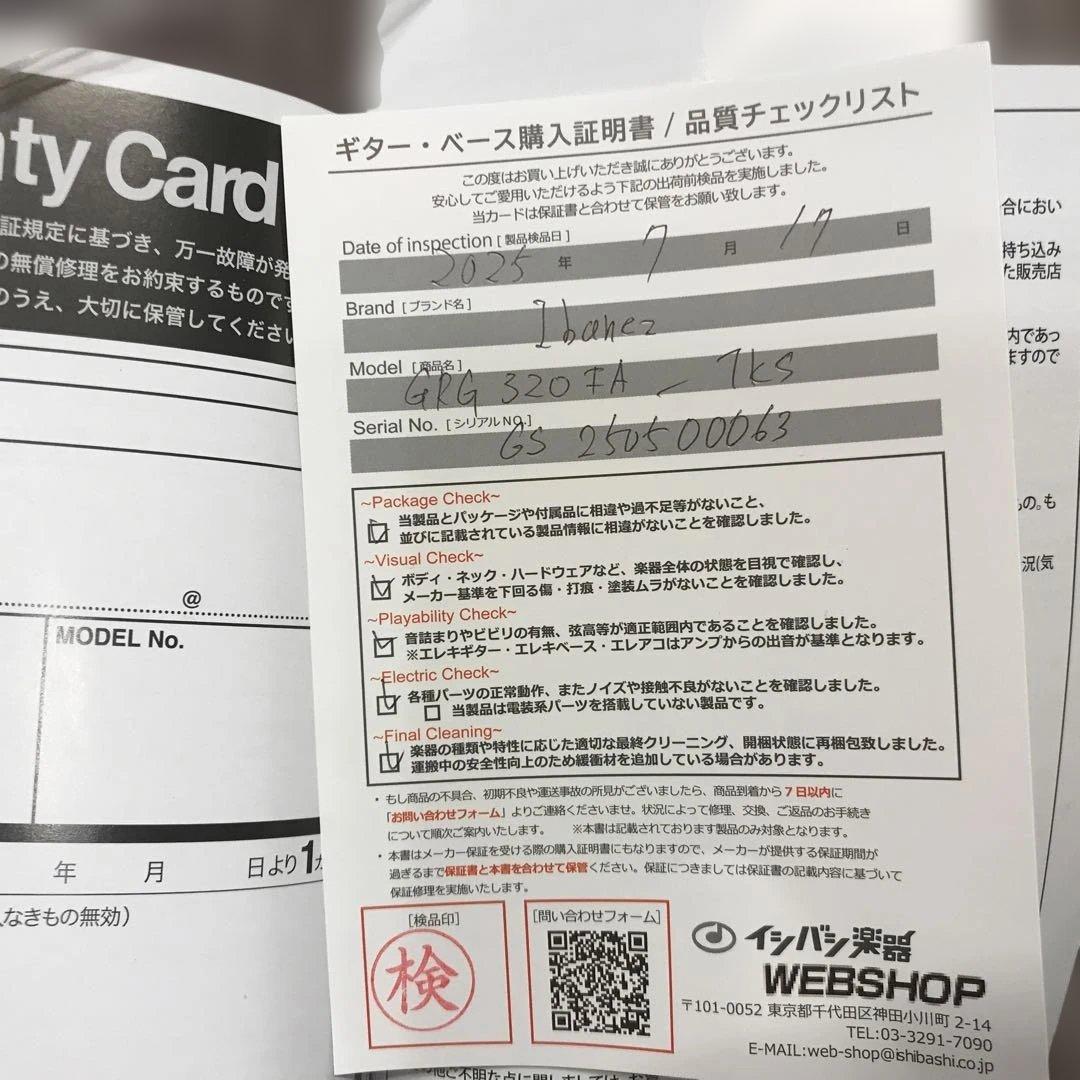 nty Card
証規定に基づき、万一故障が発
の無償修理をお約束するものです
のうえ、大切に保管してください
@
MODEL No.
年 月 日より1
なきもの無効）
ギター・ベース購入証明書 / 品質チェックリスト
この度はお買い上げいただき誠にありがとうございます。
安心してご愛用いただけるよう下記の出荷前検品を実施しました。
当カードは保証書と合わせて保管をお願い致します。
Date of inspection [ 製品検品日 ]
2025 年 7 月 17 日
Brand [ ブランド名 ]
Ibanez
Model [ 商品名 ]
GRG 320FA - TKS
Serial No. [ シリアルNO. ]
GS 250500063
~Package Check~
当製品とパッケージや付属品に相違や過不足等がないこと、
並びに記載されている製品情報に相違がないことを確認しました。
~Visual Check~
ボディ・ネック・ハードウェアなど、楽器全体の状態を目視で確認し、
メーカー基準を下回る傷・打痕・塗装ムラがないことを確認しました。
~Playability Check~
音詰まりやビビリの有無、弦高等が適正範囲内であることを確認しました。
※エレキギター・エレキベース・エレアコはアンプからの出音が基準となります。
~Electric Check~
各種パーツの正常動作、またノイズや接触不良がないことを確認しました。
当製品は電装系パーツを搭載していない製品です。
~Final Cleaning~
楽器の種類や特性に応じた適切な最終クリーニング、開梱状態に再梱包致しました。
運搬中の安全性向上のため緩衝材を追加している場合があります。
・もし商品の不具合、初期不良や運送事故の所見がございましたら、商品到着から7日以内に
「お問い合わせフォーム」よりご連絡くださいませ。状況によって修理、交換、ご返品のお手続き
について順次ご案内いたします。 ※本書は記載されております製品のみ対象となります。
・本書はメーカー保証を受ける際の購入証明書にもなりますので、メーカーが提供する保証期間が
過ぎるまで保証書と本書を合わせて保管ください。保証につきましては保証書の記載内容に基づいて
保証修理を実施いたします。
[検品印]
検
[問い合わせフォーム]
イシバシ楽器
WEBSHOP
〒101-0052 東京都千代田区神田小川町 2-14
TEL:03-3291-7090
E-MAIL:web-shop@ishibashi.co.jp
合におい
持ち込み
た販売店
内であっ
ますので
の。も
況(気